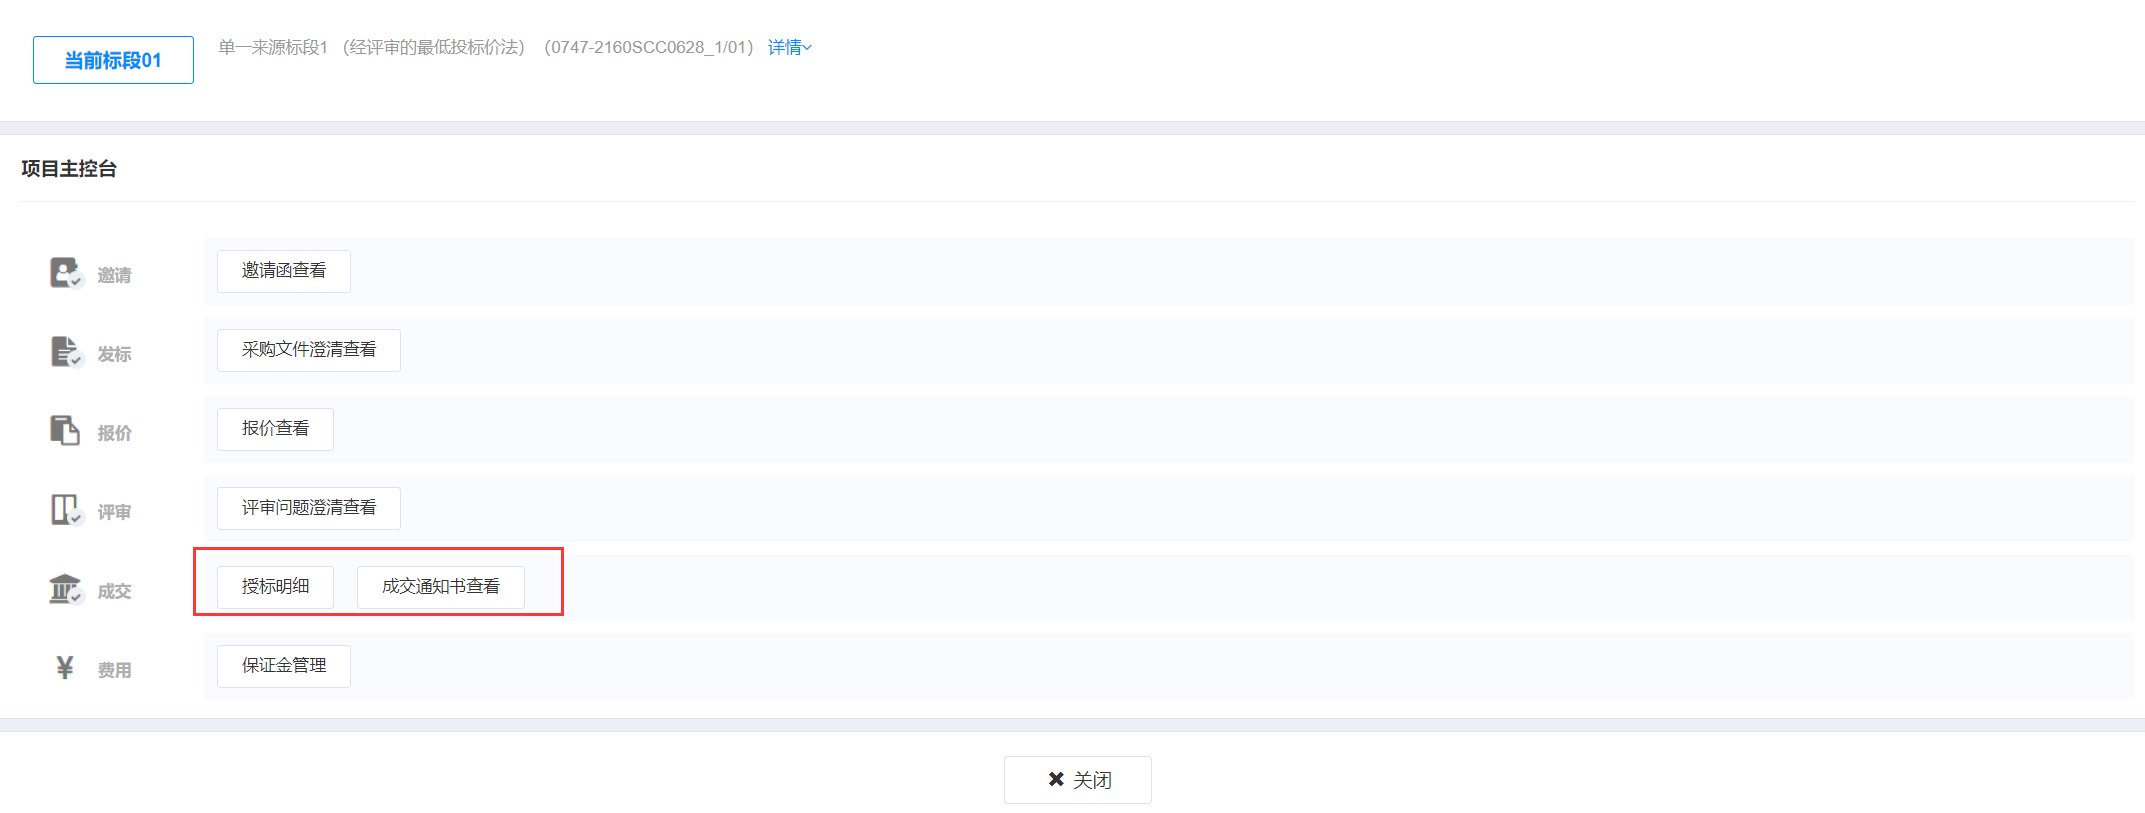 当前标段01
单一来源标段1 （经评审的最低投标价法）（0747-2160SCC0628_1/01） 详情
项目主控台
邀请 邀请函查看
发标 采购文件澄清查看
报价 报价查看
评审 评审问题澄清查看
成交 授标明细 成交通知书查看
¥ 费用 保证金管理
✖ 关闭